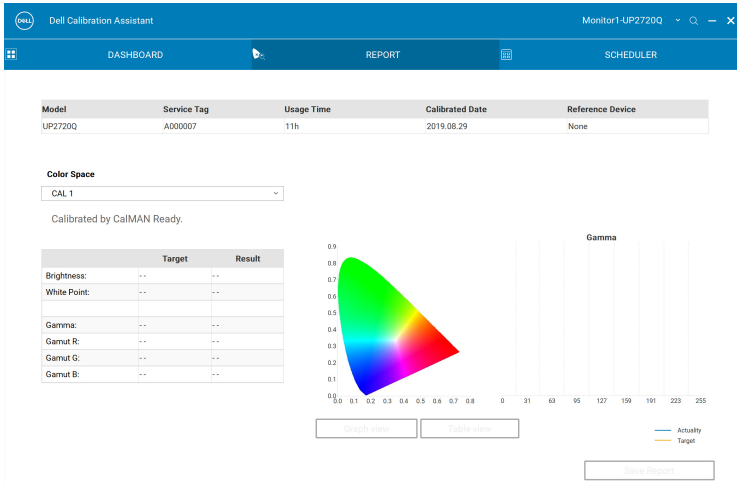 DELL
Dell Calibration Assistant
Monitor1-UP2720Q
DASHBOARD
REPORT
SCHEDULER
Model Service Tag Usage Time Calibrated Date Reference Device
UP2720Q A000007 11h 2019.08.29 None
Color Space
CAL 1
Calibrated by CalMAN Ready.
Target Result
Brightness: -- --
White Point: -- --
Gamma: -- --
Gamut R: -- --
Gamut G: -- --
Gamut B: -- --
0.9
0.8
0.7
0.6
0.5
0.4
0.3
0.2
0.1
0.0
0.0 0.1 0.2 0.3 0.4 0.5 0.6 0.7 0.8
Gamma
0 31 63 95 127 159 191 223 255
Graph view
Table view
Actuality
Target
Save Report